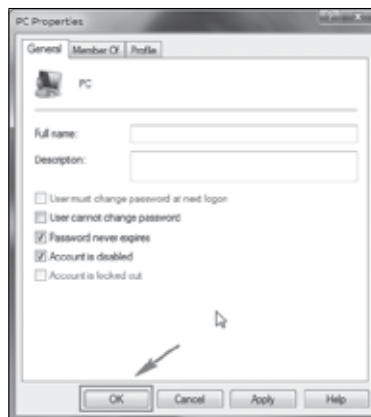 PC Properties
General Member Of Profile
PC
Full name:
Description:
User must change password at next logon
User cannot change password
Password never expires
Account is disabled
Account is locked out
OK Cancel Apply Help